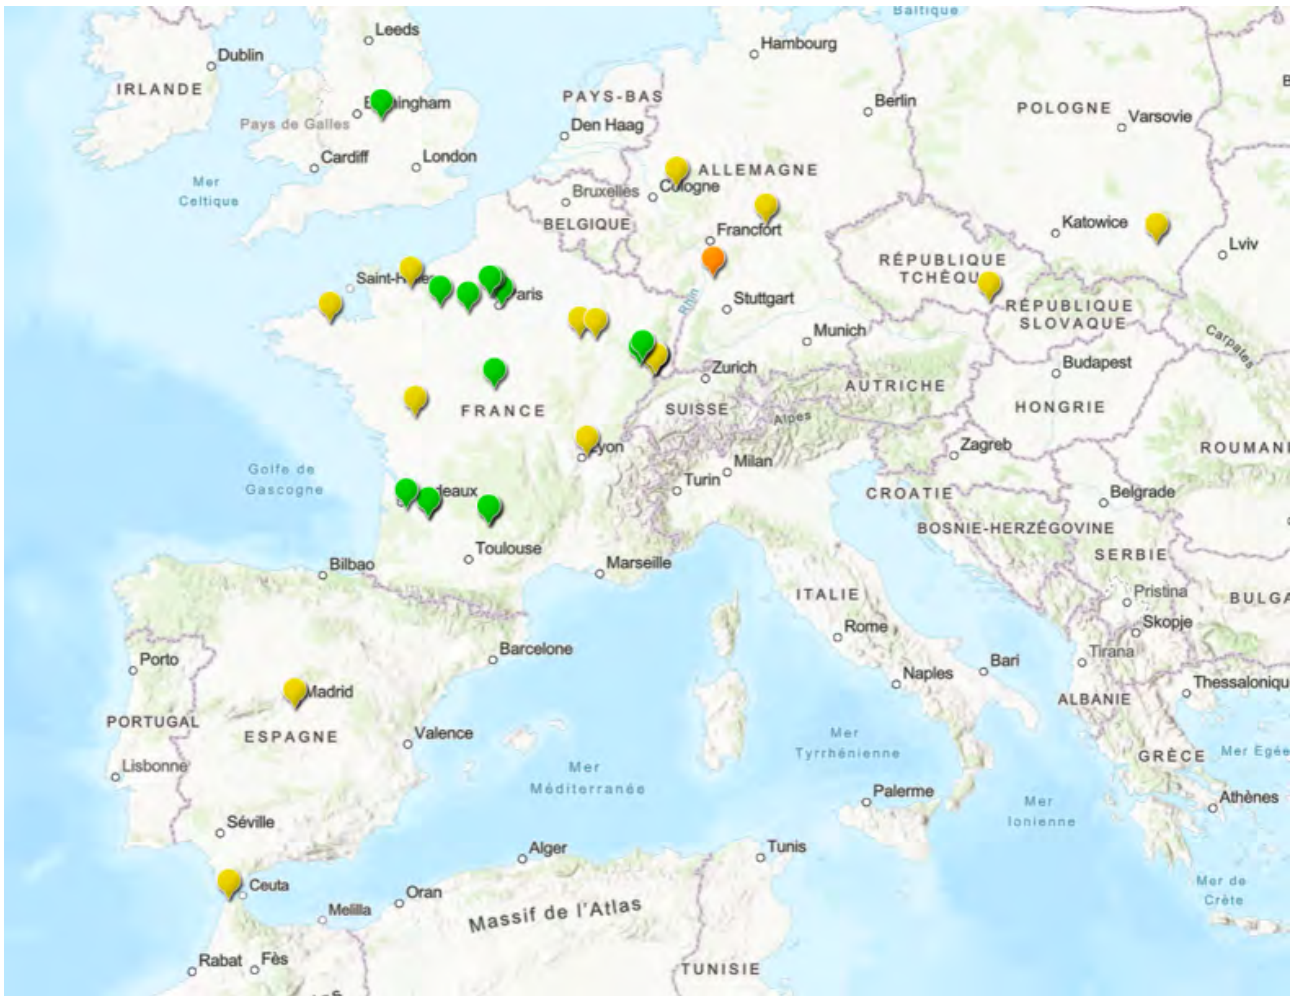 Baltique
Leeds
Hambourg
Dublin
IRLANDE
PAYS-BAS
Berlin
POLOGNE
Varsovie
Pays de Galles
Den Haag
Cardiff
London
ALLEMAGNE
Mer
Celtique
Bruxelles
Cologne
BELGIQUE
Francfort
Katowice
Lviv
RÉPUBLIQUE
Rhin
Stuttgart
RÉPUBLIQUE
SLOVAQUE
Munich
Carpates
Zurich
Budapest
AUTRICHE
FRANCE
SUISSE
Alpes
HONGRIE
Zagreb
Golfe de
Gascogne
Milan
Turin
CROATIE
Belgrade
BOSNIE-HERZÉGOVINE
SERBIE
Toulouse
Bilbao
Marseille
ITALIE
Pristina
Skopje
Rome
Barcelone
Porto
Tirana
Bari
Naples
Madrid
ALBANIE
PORTUGAL
ESPAGNE
Valence
Mer
Tyrrhénienne
GRÈCE
Mer Egée
Lisbonne
Mer
Méditerranée
Palerme
Mer
Ionienne
Athènes
Séville
Alger
Tunis
Ceuta
Oran
Melilla
Massif de l'Atlas
Mer de
Crète
Rabat
Fès
TUNISIE